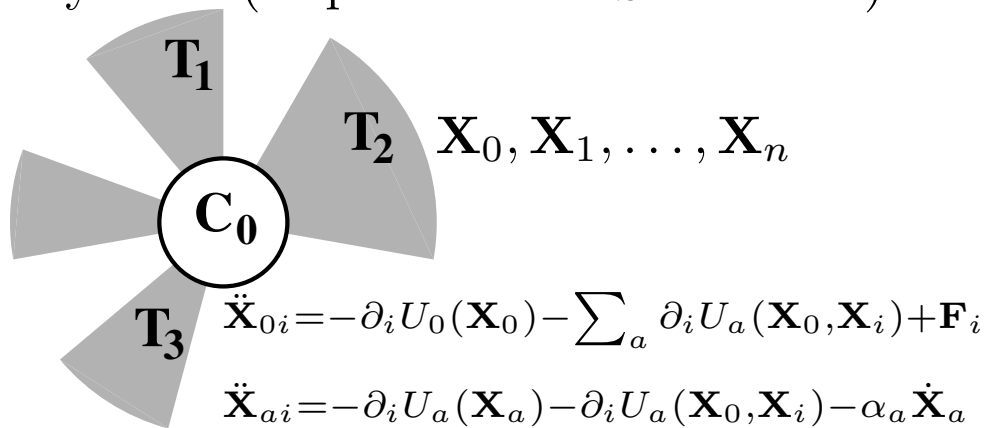 T₁
T₂ X₀, X₁, . . . , Xₙ
C₀
T₃
Ẍ₀ᵢ=−∂ᵢU₀(X₀)−∑ₐ ∂ᵢUₐ(X₀,Xᵢ)+Fᵢ
Ẍₐᵢ=−∂ᵢUₐ(Xₐ)−∂ᵢUₐ(X₀,Xᵢ)−αₐẊₐ